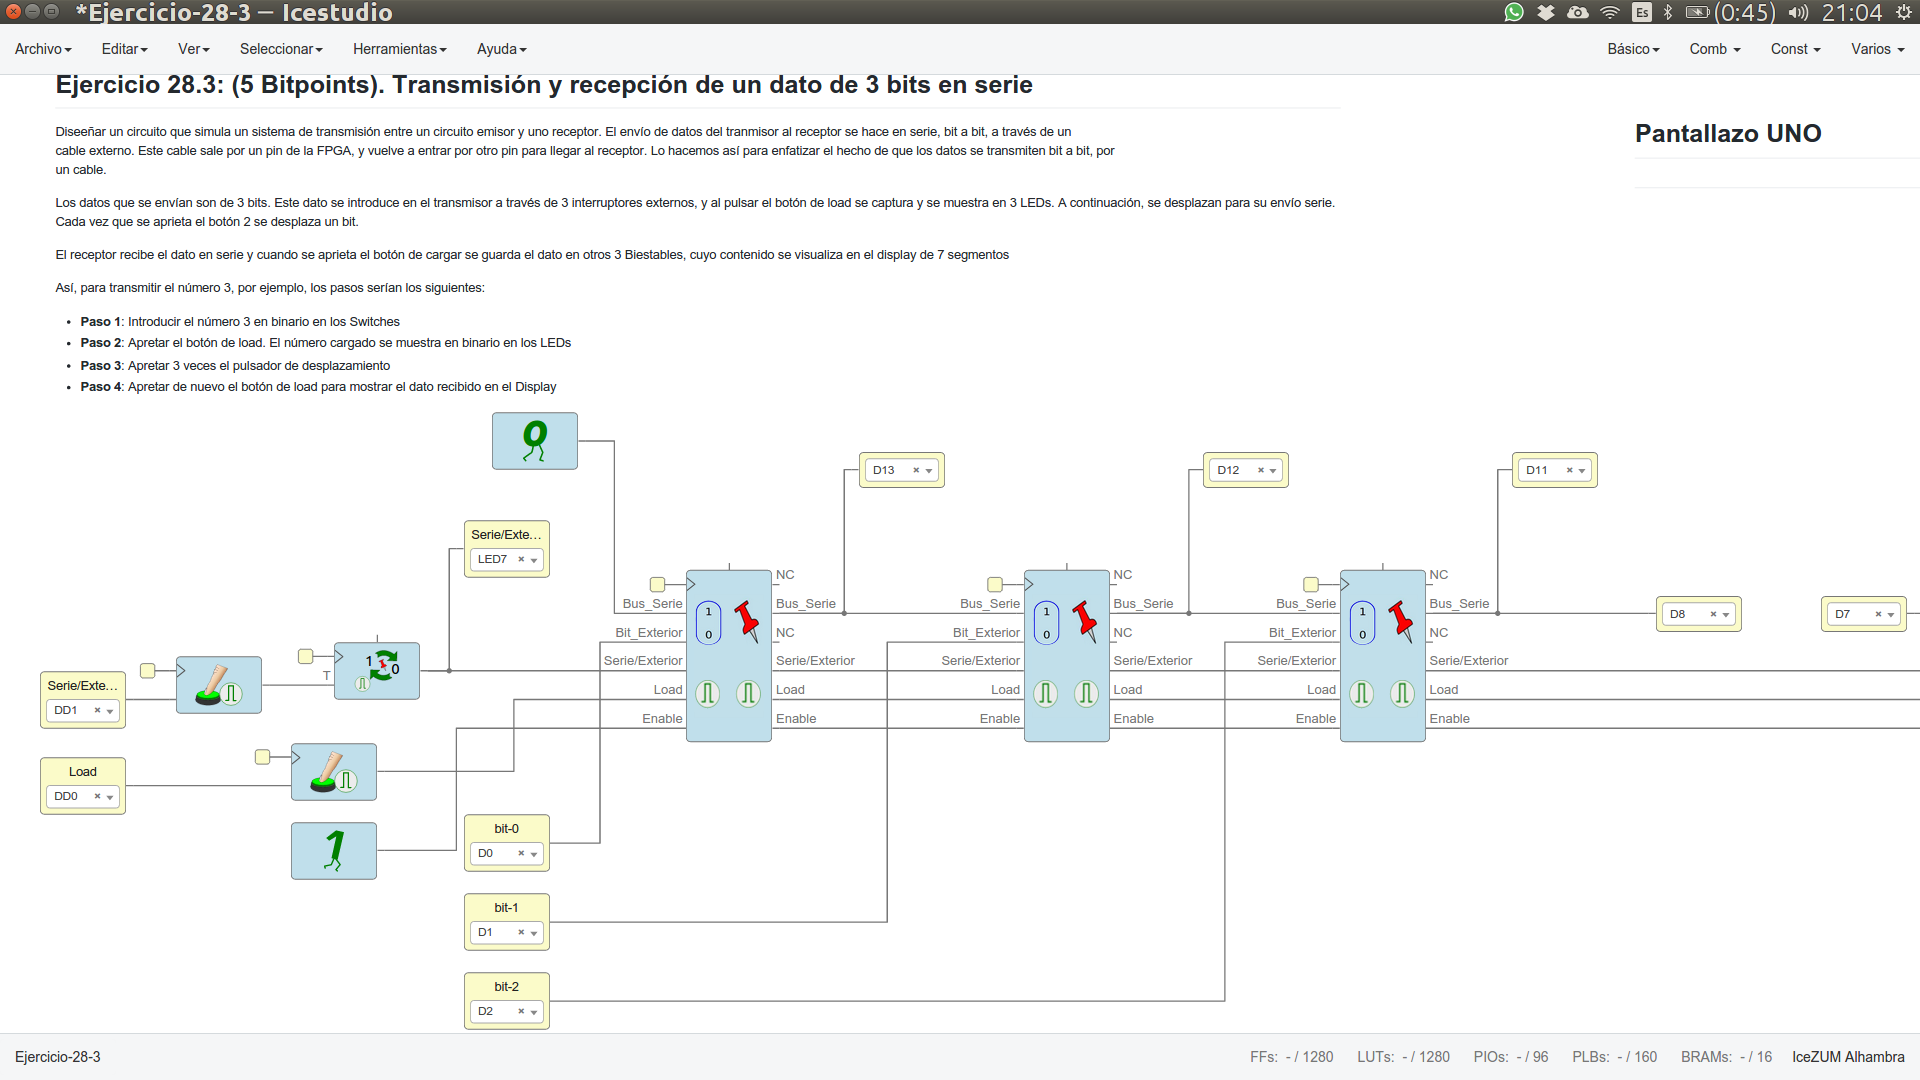 *Ejercicio-28-3 — Icestudio
Es (0:45) 21:04
Archivo Editar Ver Seleccionar Herramientas Ayuda Básico Comb Const Varios
Ejercicio 28.3: (5 Bitpoints). Transmisión y recepción de un dato de 3 bits en serie
Pantallazo UNO
Diseeñar un circuito que simula un sistema de transmisión entre un circuito emisor y uno receptor. El envío de datos del tranmisor al receptor se hace en serie, bit a bit, a través de un
cable externo. Este cable sale por un pin de la FPGA, y vuelve a entrar por otro pin para llegar al receptor. Lo hacemos así para enfatizar el hecho de que los datos se transmiten bit a bit, por
un cable.
Los datos que se envían son de 3 bits. Este dato se introduce en el transmisor a través de 3 interruptores externos, y al pulsar el botón de load se captura y se muestra en 3 LEDs. A continuación, se desplazan para su envío serie.
Cada vez que se aprieta el botón 2 se desplaza un bit.
El receptor recibe el dato en serie y cuando se aprieta el botón de cargar se guarda el dato en otros 3 Biestables, cuyo contenido se visualiza en el display de 7 segmentos
Así, para transmitir el número 3, por ejemplo, los pasos serían los siguientes:
• Paso 1: Introducir el número 3 en binario en los Switches
• Paso 2: Apretar el botón de load. El número cargado se muestra en binario en los LEDs
• Paso 3: Apretar 3 veces el pulsador de desplazamiento
• Paso 4: Apretar de nuevo el botón de load para mostrar el dato recibido en el Display
0
D13
D12
D11
Serie/Exte...
LED7
NC
NC
NC
Bus_Serie Bus_Serie
Bus_Serie Bus_Serie
Bus_Serie Bus_Serie
1 0
1 0
1 0
D8
D7
Bit_Exterior NC
Bit_Exterior NC
Bit_Exterior NC
Serie/Exterior Serie/Exterior
Serie/Exterior Serie/Exterior
Serie/Exterior Serie/Exterior
1 0
T
Serie/Exte...
DD1
Load Load
Load Load
Load Load
Enable Enable
Enable Enable
Enable Enable
Load
DD0
1
bit-0
D0
bit-1
D1
bit-2
D2
Ejercicio-28-3 FFs: - / 1280 LUTs: - / 1280 PIOs: - / 96 PLBs: - / 160 BRAMs: - / 16 IceZUM Alhambra